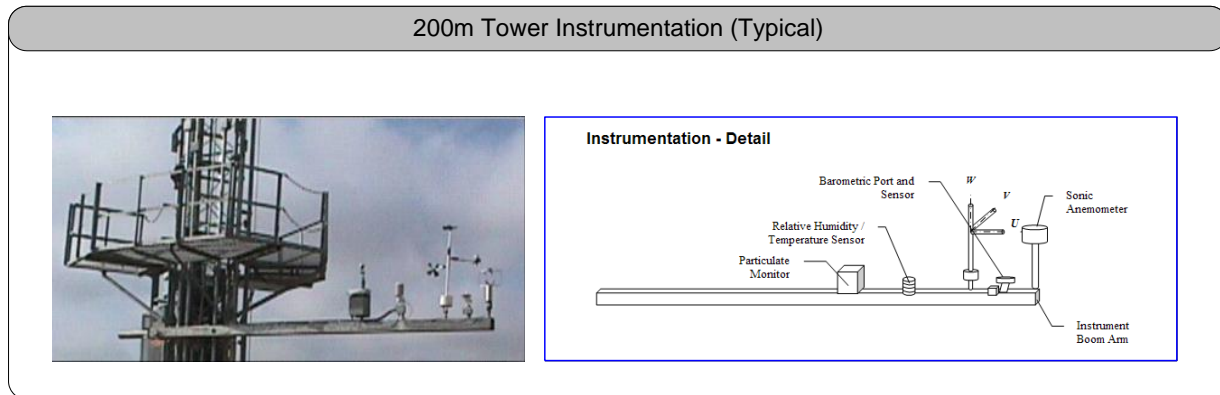 200m Tower Instrumentation (Typical)
Instrumentation - Detail
Barometric Port and
Sensor
W
V
U
Sonic
Anemometer
Relative Humidity /
Temperature Sensor
Particulate
Monitor
Instrument
Boom Arm